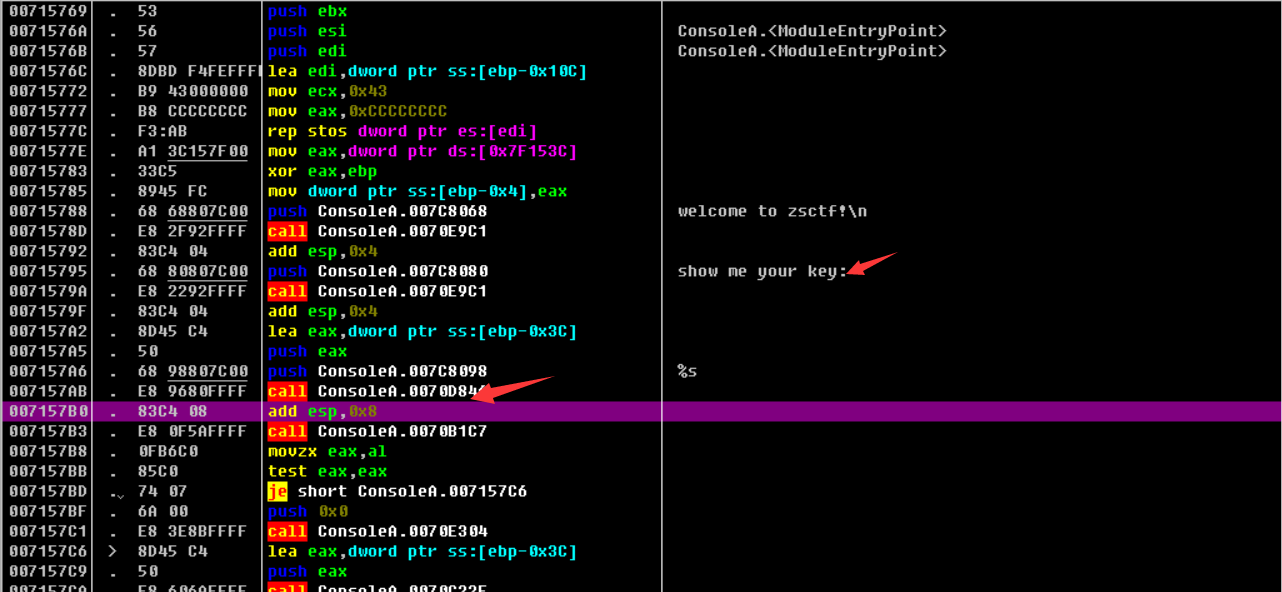 00715769 . 53 push ebx
0071576A . 56 push esi ConsoleA.<ModuleEntryPoint>
0071576B . 57 push edi ConsoleA.<ModuleEntryPoint>
0071576C . 8DBD F4FEFFFF lea edi,dword ptr ss:[ebp-0x10C]
00715772 . B9 43000000 mov ecx,0x43
00715777 . B8 CCCCCCCC mov eax,0xCCCCCCCC
0071577C . F3:AB rep stos dword ptr es:[edi]
0071577E . A1 3C157F00 mov eax,dword ptr ds:[0x7F153C]
00715783 . 33C5 xor eax,ebp
00715785 . 8945 FC mov dword ptr ss:[ebp-0x4],eax
00715788 . 68 68807C00 push ConsoleA.007C8068 welcome to zsctf!\n
0071578D . E8 2F92FFFF call ConsoleA.0070E9C1
00715792 . 83C4 04 add esp,0x4
00715795 . 68 80807C00 push ConsoleA.007C8080 show me your key:
0071579A . E8 2292FFFF call ConsoleA.0070E9C1
0071579F . 83C4 04 add esp,0x4
007157A2 . 8D45 C4 lea eax,dword ptr ss:[ebp-0x3C]
007157A5 . 50 push eax
007157A6 . 68 98807C00 push ConsoleA.007C8098 %s
007157AB . E8 9680FFFF call
007157B0 . 83C4 08 add esp,0x8
007157B3 . E8 0F5AFFFF call ConsoleA.0070B1C7
007157B8 . 0FB6C0 movzx eax,al
007157BB . 85C0 test eax,eax
007157BD . 74 07 je short ConsoleA.007157C6
007157BF . 6A 00 push 0x0
007157C1 . E8 3E8BFFFF call ConsoleA.0070E304
007157C6 > 8D45 C4 lea eax,dword ptr ss:[ebp-0x3C]
007157C9 . 50 push eax
007157CA . E8 call